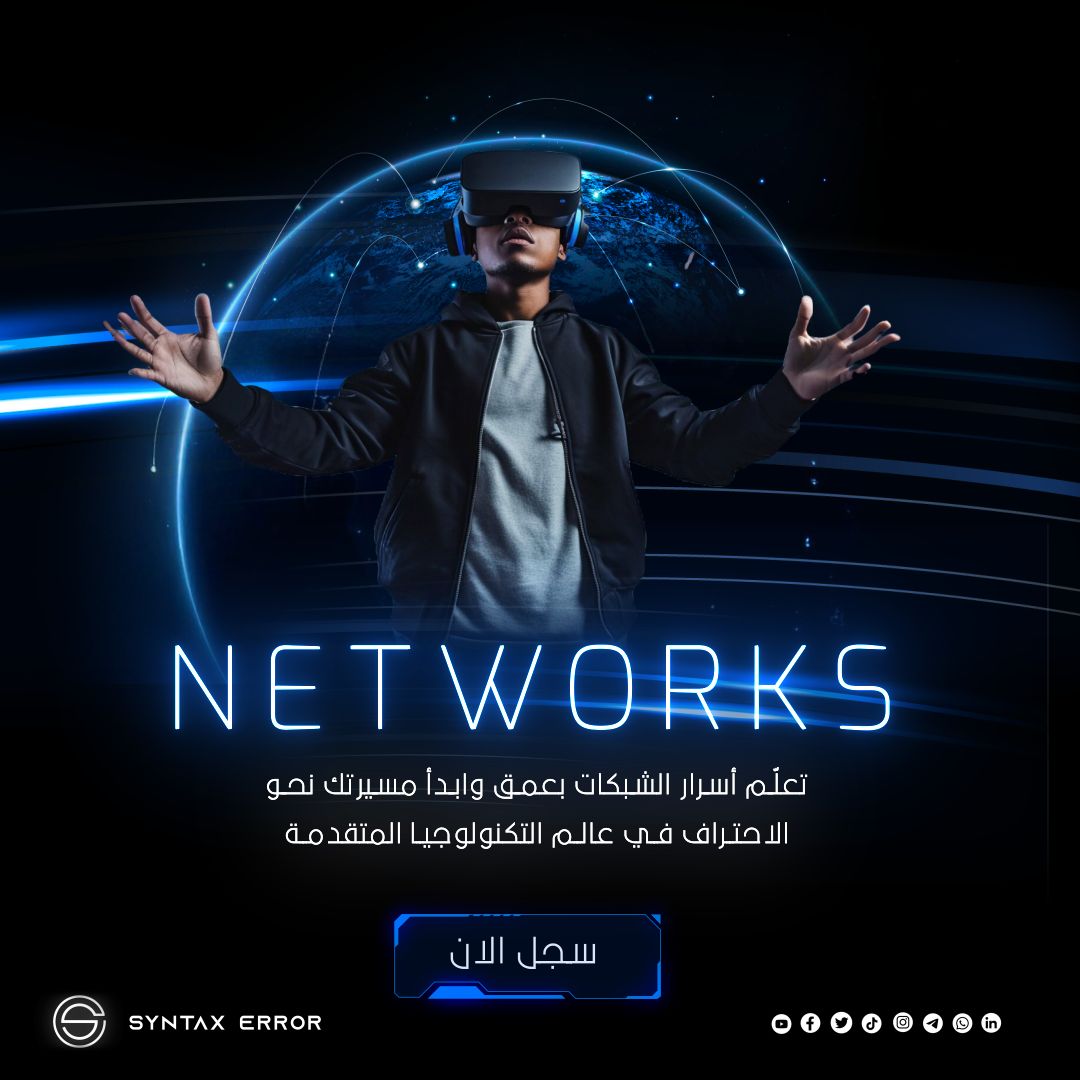 NETWORKS
تعلّم أسرار الشبكات بعمق وابدأ مسيرتك نحو
الاحتراف في عالم التكنولوجيا المتقدمة
سجل الان
SYNTAX ERROR